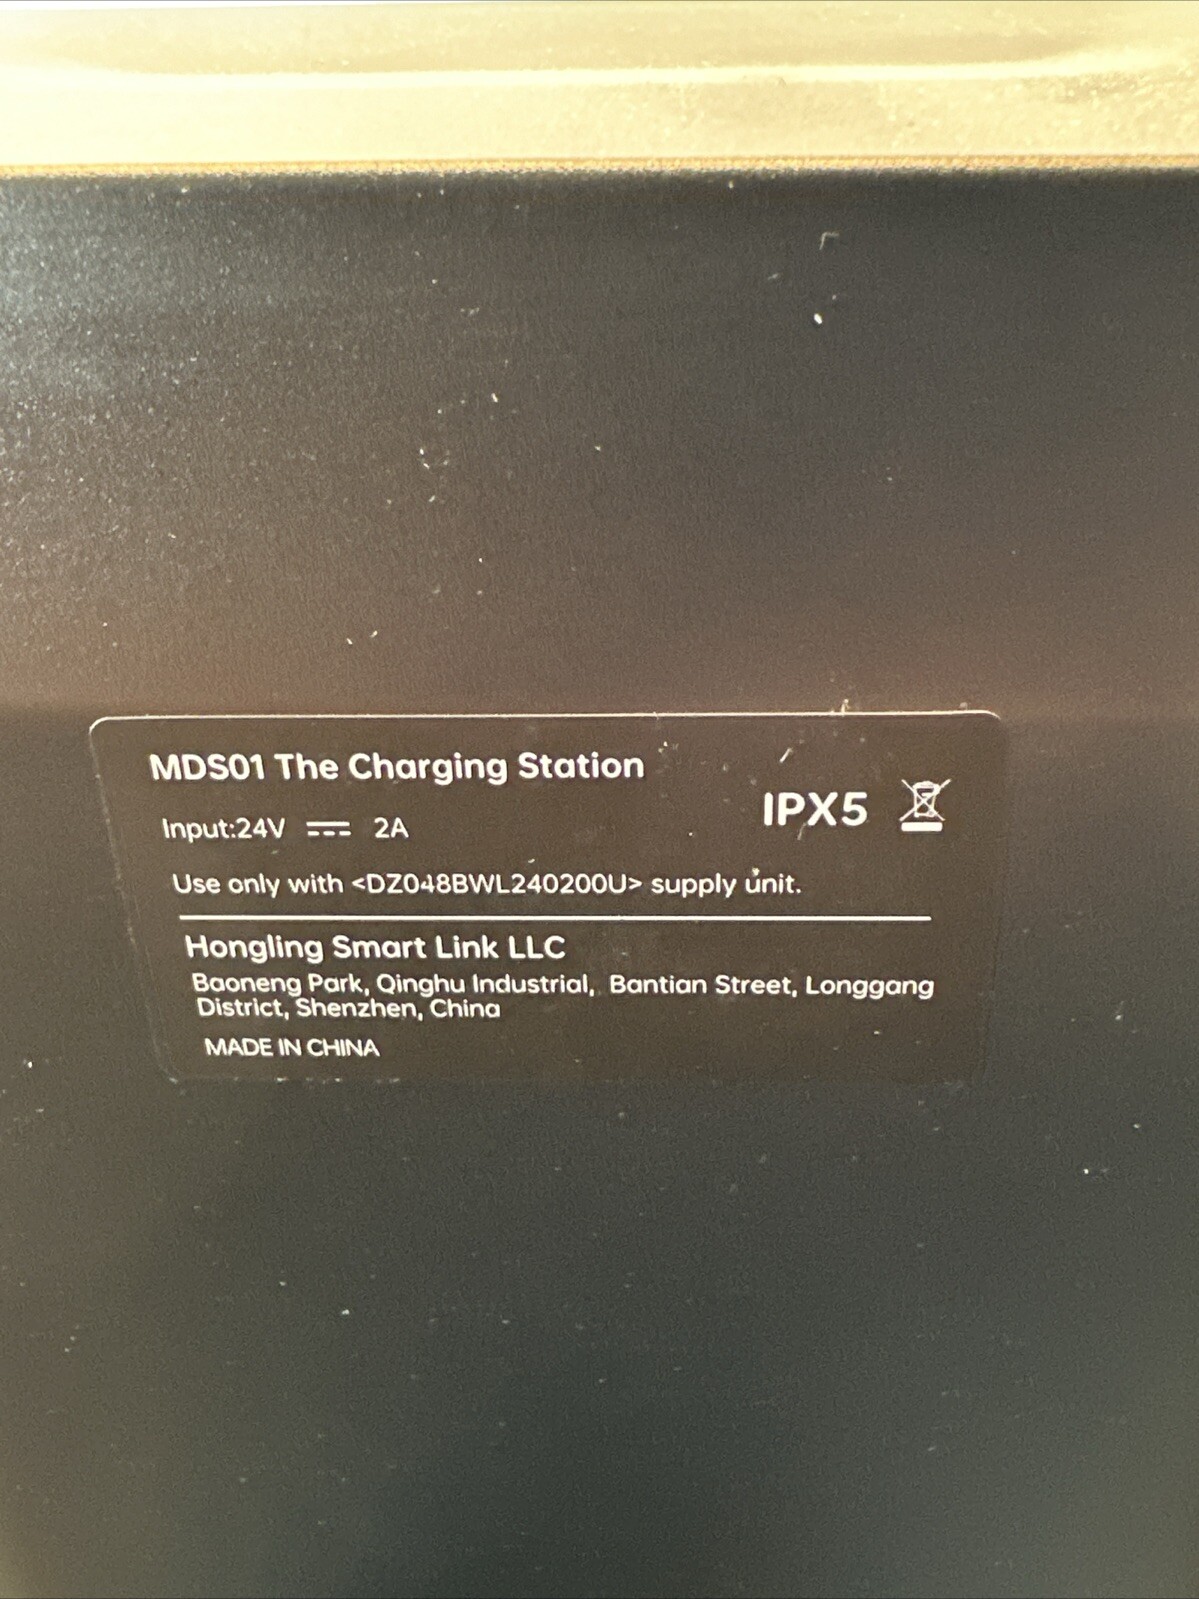 MDS01 The Charging Station
Input:24V ⎓ 2A
IPX5
Use only with <DZ048BWL240200U> supply unit.
Hongling Smart Link LLC
Baoneng Park, Qinghu Industrial, Bantian Street, Longgang
District, Shenzhen, China
MADE IN CHINA